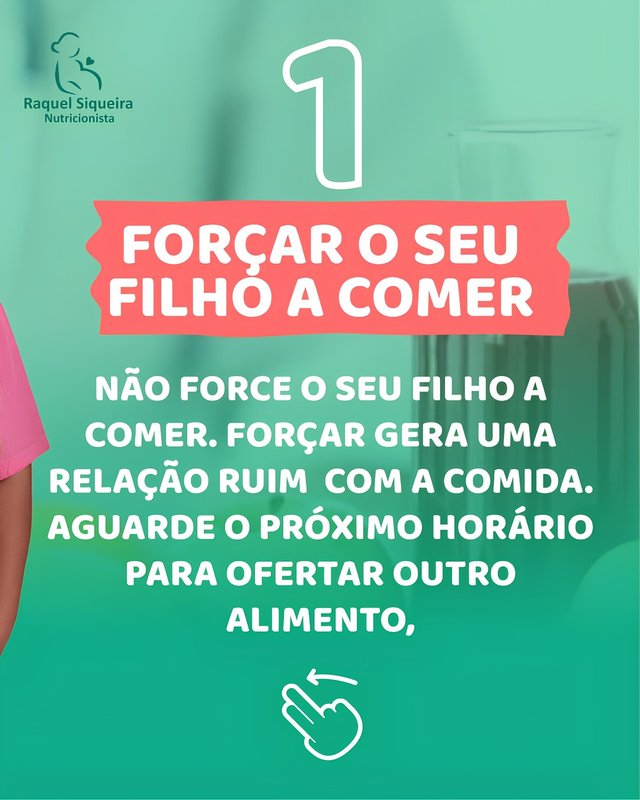 Raquel Siqueira
Nutricionista
1
FORÇAR O SEU
FILHO A COMER
NÃO FORCE O SEU FILHO A
COMER. FORÇAR GERA UMA
RELAÇÃO RUIM COM A COMIDA.
AGUARDE O PRÓXIMO HORÁRIO
PARA OFERTAR OUTRO
ALIMENTO,